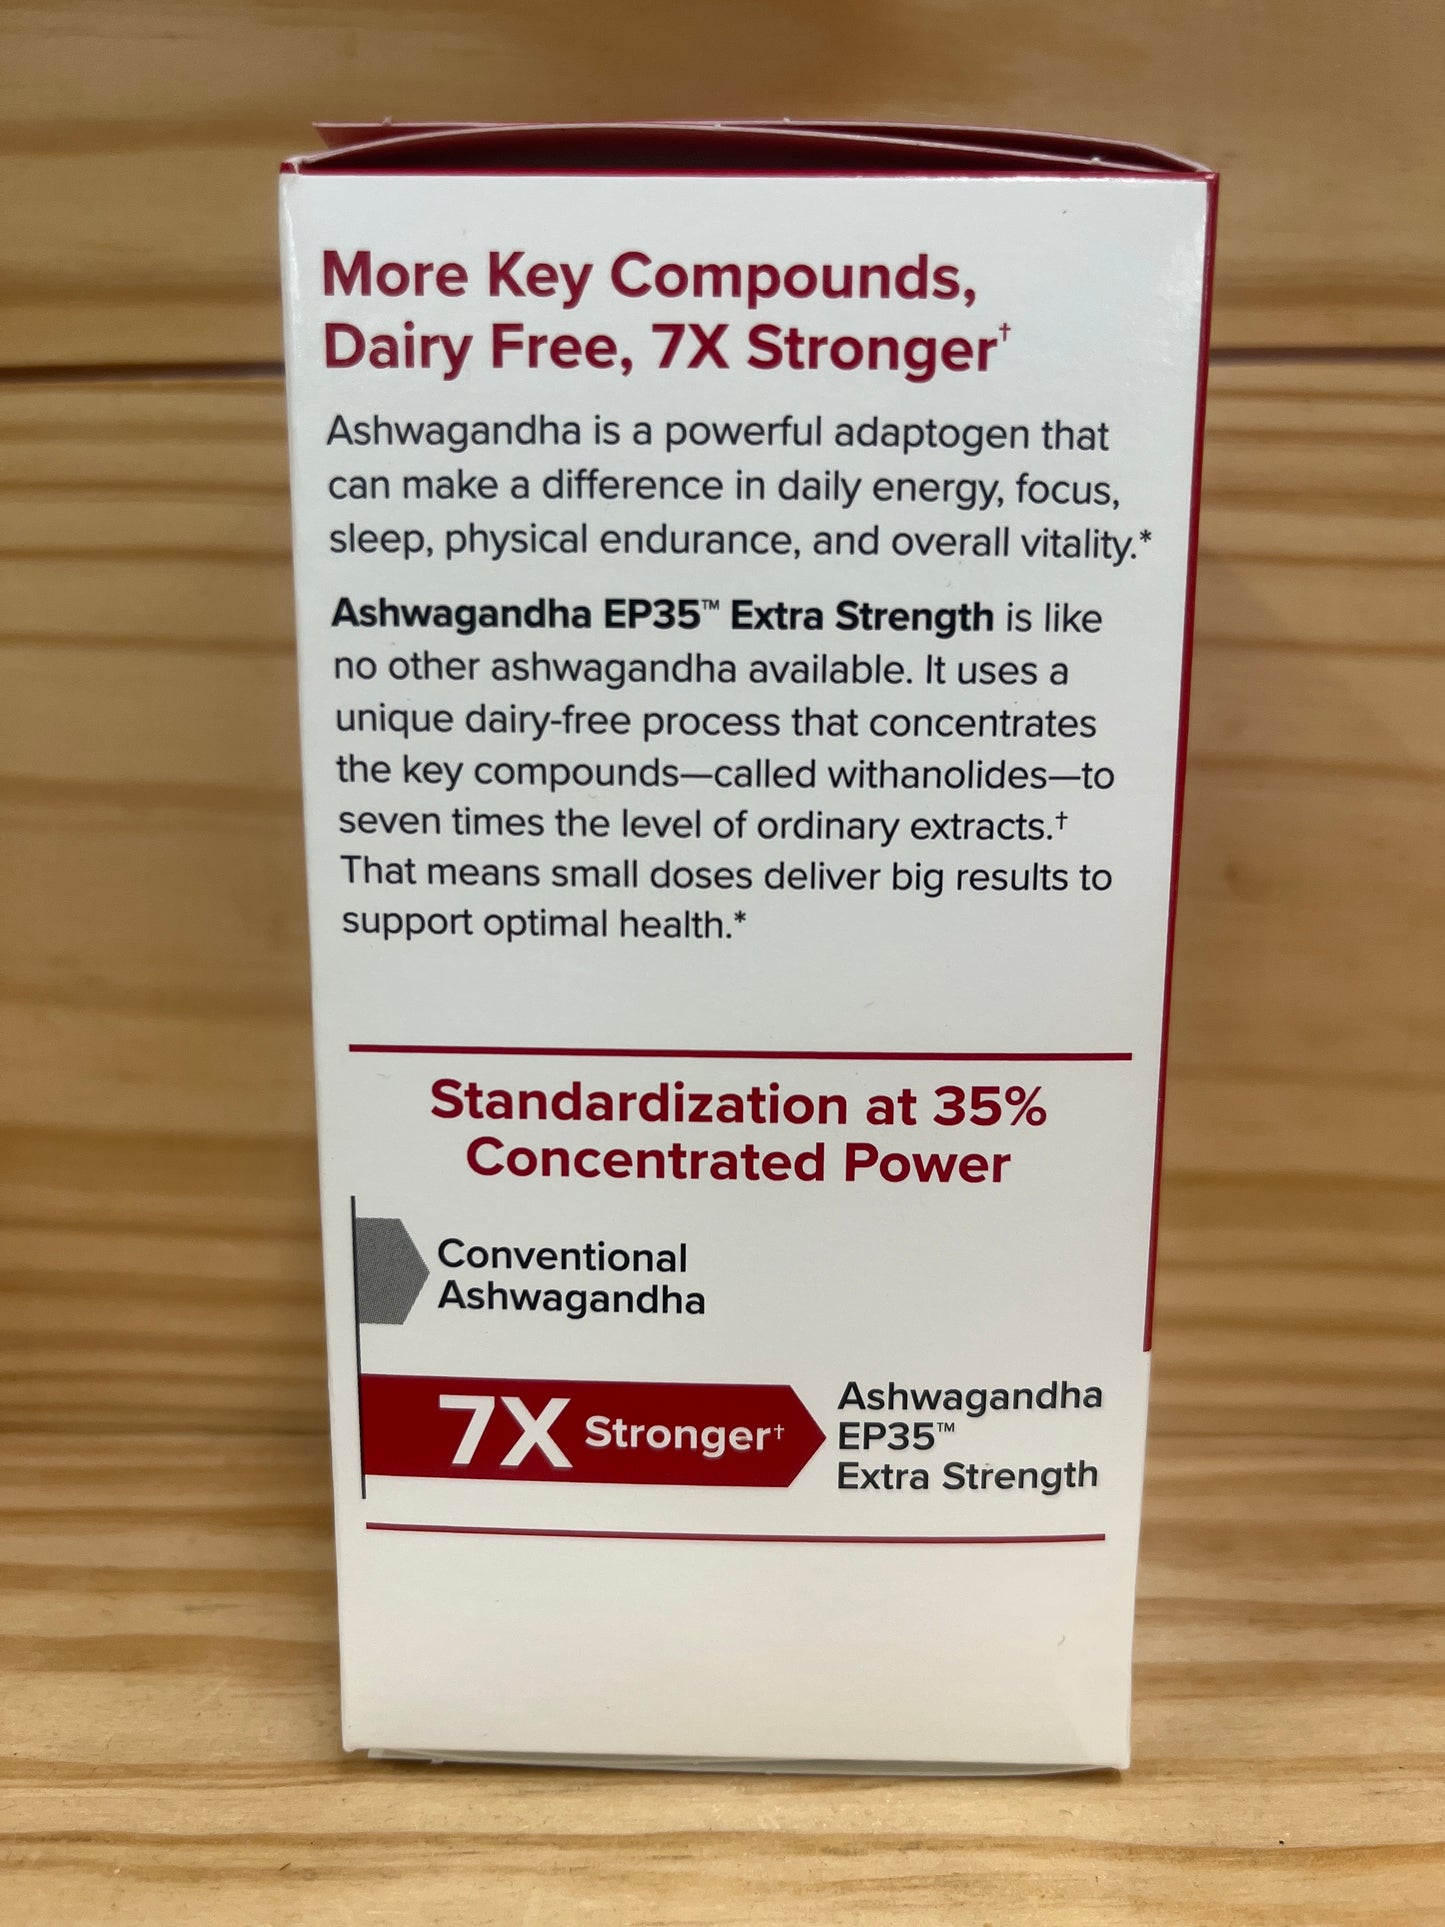 More Key Compounds,
Dairy Free, 7X Stronger†
Ashwagandha is a powerful adaptogen that
can make a difference in daily energy, focus,
sleep, physical endurance, and overall vitality.*
Ashwagandha EP35™ Extra Strength is like
no other ashwagandha available. It uses a
unique dairy-free process that concentrates
the key compounds—called withanolides—to
seven times the level of ordinary extracts.†
That means small doses deliver big results to
support optimal health.*
Standardization at 35%
Concentrated Power
Conventional
Ashwagandha
7X Stronger†
Ashwagandha
EP35™
Extra Strength